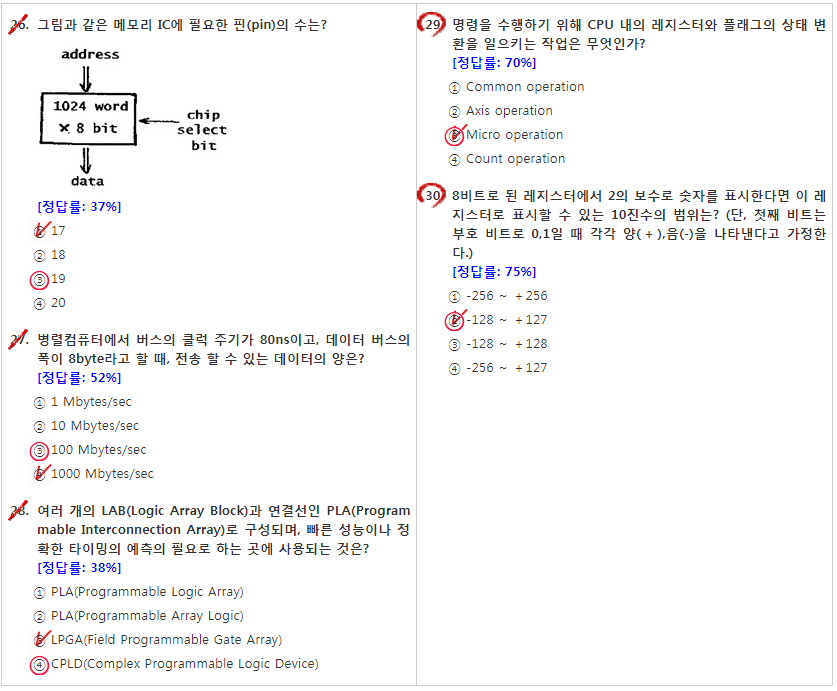 26. 그림과 같은 메모리 IC에 필요한 핀(pin)의 수는?
address
1024 word
× 8 bit
chip
select
bit
data
[정답률: 37%]
① 17
② 18
③ 19
④ 20
27. 병렬컴퓨터에서 버스의 클럭 주기가 80ns이고, 데이터 버스의
폭이 8byte라고 할 때, 전송 할 수 있는 데이터의 양은?
[정답률: 52%]
① 1 Mbytes/sec
② 10 Mbytes/sec
③ 100 Mbytes/sec
④ 1000 Mbytes/sec
28. 여러 개의 LAB(Logic Array Block)과 연결선인 PLA(Program
mable Interconnection Array)로 구성되며, 빠른 성능이나 정
확한 타이밍의 예측의 필요로 하는 곳에 사용되는 것은?
[정답률: 38%]
① PLA(Programmable Logic Array)
② PLA(Programmable Array Logic)
③ LPGA(Field Programmable Gate Array)
④ CPLD(Complex Programmable Logic Device)
29. 명령을 수행하기 위해 CPU 내의 레지스터와 플래그의 상태 변
환을 일으키는 작업은 무엇인가?
[정답률: 70%]
① Common operation
② Axis operation
③ Micro operation
④ Count operation
30. 8비트로 된 레지스터에서 2의 보수로 숫자를 표시한다면 이 레
지스터로 표시할 수 있는 10진수의 범위는? (단, 첫째 비트는
부호 비트로 0,1일 때 각각 양(+),음(-)을 나타낸다고 가정한
다.)
[정답률: 75%]
① -256 ~ +256
② -128 ~ +127
③ -128 ~ +128
④ -256 ~ +127